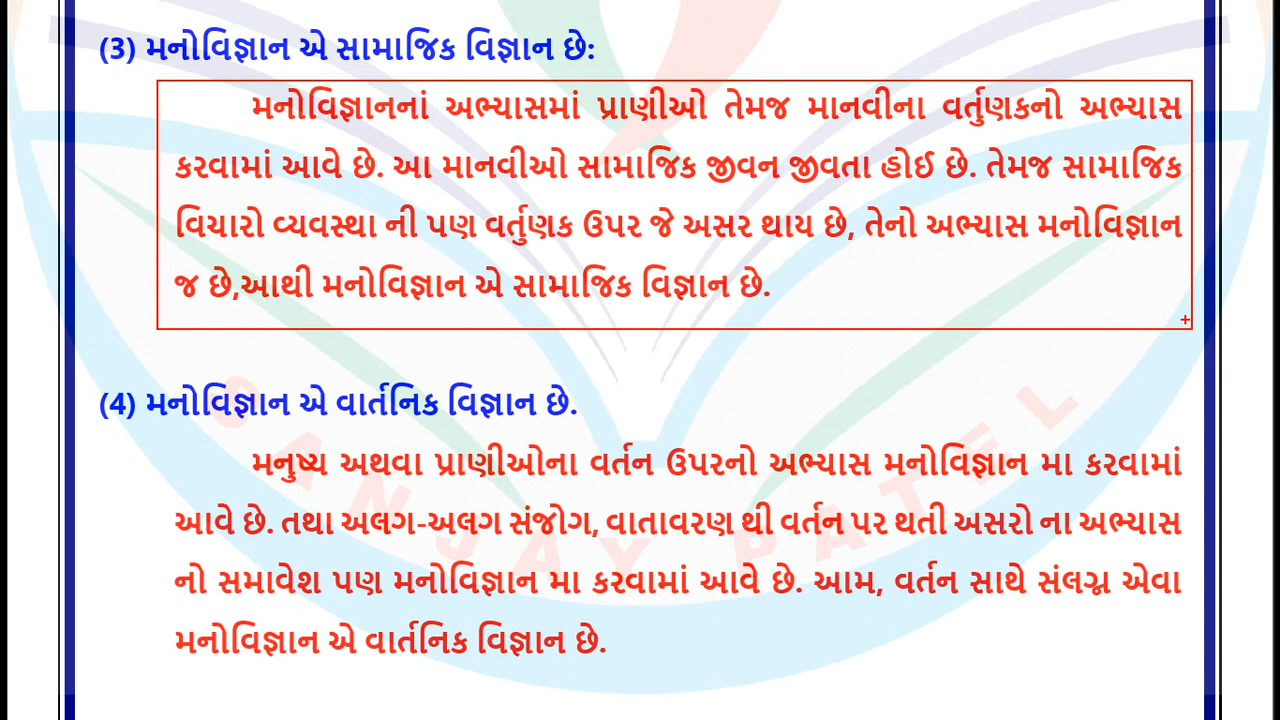 (3) મનોવિજ્ઞાન એ સામાજિક વિજ્ઞાન છેઃ
મનોવિજ્ઞાનનાં અભ્યાસમાં પ્રાણીઓ તેમજ માનવીના વર્તુણકનો અભ્યાસ
કરવામાં આવે છે. આ માનવીઓ સામાજિક જીવન જીવતા હોઈ છે. તેમજ સામાજિક
વિચારો વ્યવસ્થા ની પણ વર્તુણક ઉપર જે અસર થાય છે, તેનો અભ્યાસ મનોવિજ્ઞાન
જ છે,આથી મનોવિજ્ઞાન એ સામાજિક વિજ્ઞાન છે.
(4) મનોવિજ્ઞાન એ વાર્તનિક વિજ્ઞાન છે.
મનુષ્ય અથવા પ્રાણીઓના વર્તન ઉપરનો અભ્યાસ મનોવિજ્ઞાન મા કરવામાં
આવે છે. તથા અલગ-અલગ સંજોગ, વાતાવરણ થી વર્તન પર થતી અસરો ના અભ્યાસ
નો સમાવેશ પણ મનોવિજ્ઞાન મા કરવામાં આવે છે. આમ, વર્તન સાથે સંલગ્ન એવા
મનોવિજ્ઞાન એ વાર્તનિક વિજ્ઞાન છે.
SANJAY PATEL